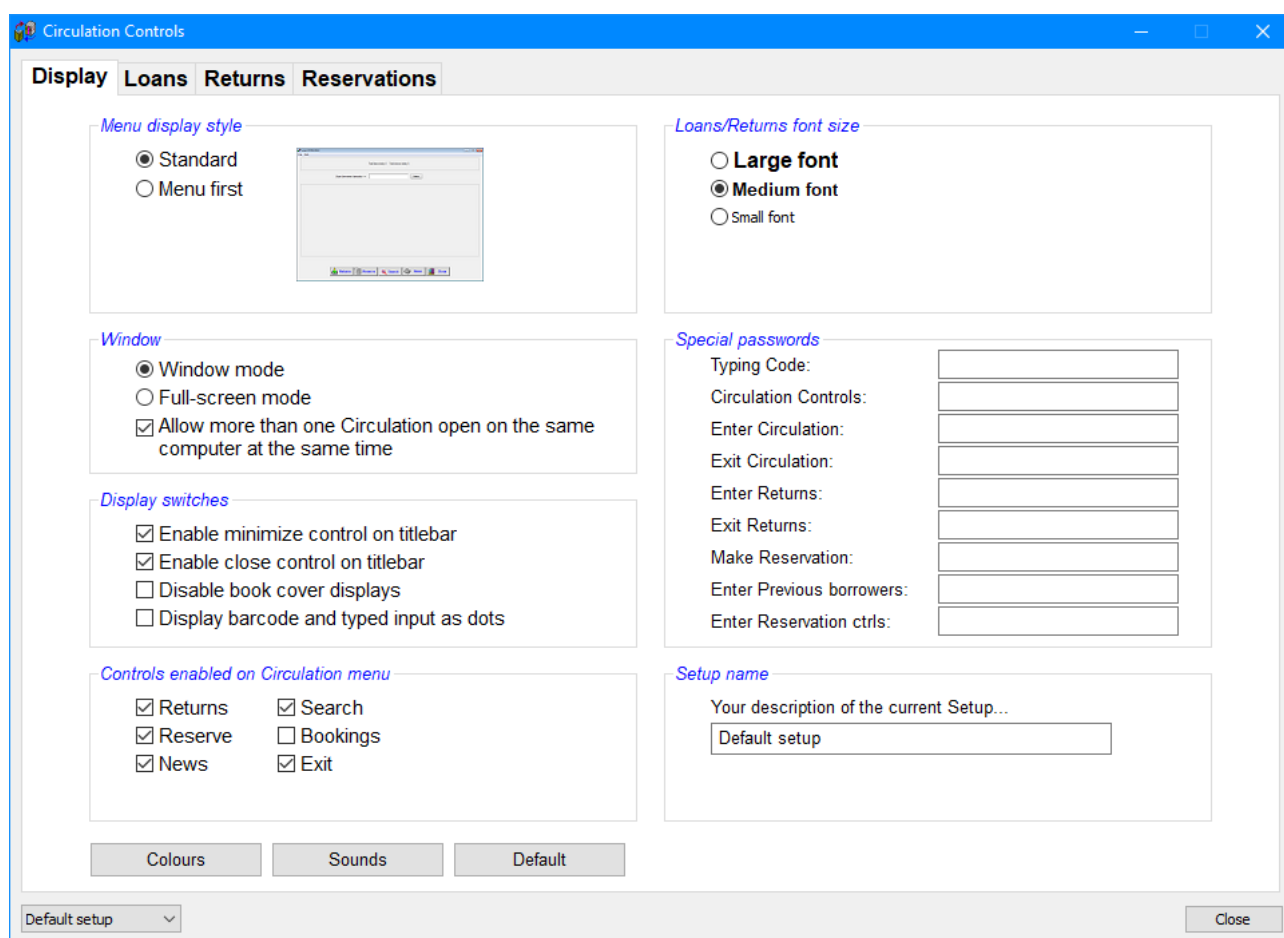 Circulation Controls
Display Loans Returns Reservations
Menu display style
Standard
Menu first
Loans/Returns font size
Large font
Medium font
Small font
Window
Window mode
Full-screen mode
Allow more than one Circulation open on the same
computer at the same time
Special passwords
Typing Code:
Circulation Controls:
Enter Circulation:
Exit Circulation:
Enter Returns:
Exit Returns:
Make Reservation:
Enter Previous borrowers:
Enter Reservation ctrls:
Display switches
Enable minimize control on titlebar
Enable close control on titlebar
Disable book cover displays
Display barcode and typed input as dots
Controls enabled on Circulation menu
Returns Search
Reserve Bookings
News Exit
Setup name
Your description of the current Setup...
Default setup
Colours Sounds Default
Default setup Close